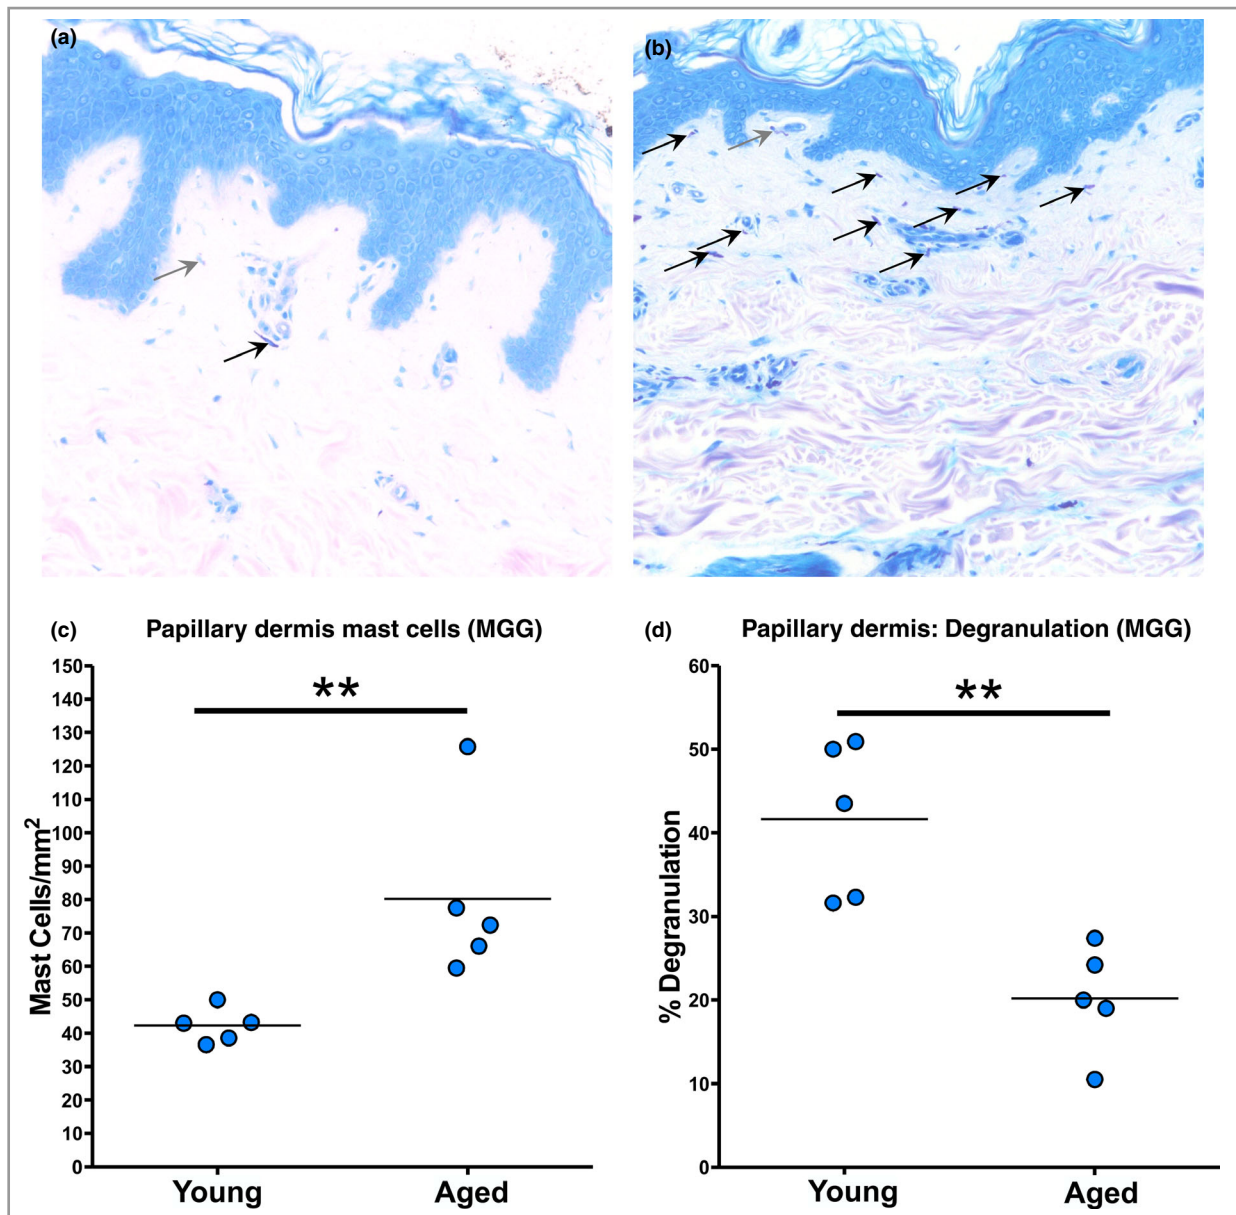 (a)
(b)
(c) Papillary dermis mast cells (MGG)
150
140
130
120
110
100
90
80
70
60
50
40
30
20
10
0
Mast Cells/mm2
**
Young
Aged
(d) Papillary dermis: Degranulation (MGG)
60
50
40
30
20
10
0
% Degranulation
**
Young
Aged